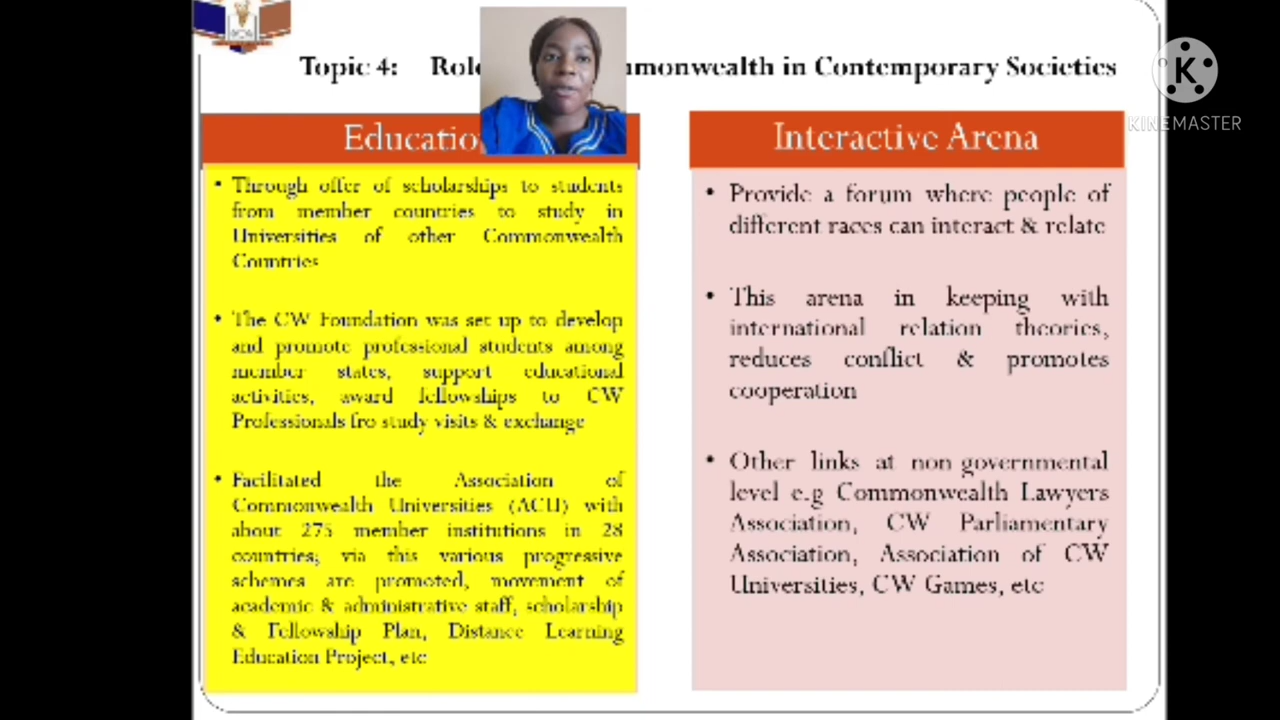 Topic 4: Role mmonwealth in Contemporary Societies
KINEMASTER
Educatio
• Through offer of scholarships to students
from member countries to study in
Universities of other Commonwealth
Countries
• The CW Foundation was set up to develop
and promote professional students among
member states, support educational
activities, award fellowships to CW
Professionals fro study visits & exchange
• Facilitated the Association of
Commonwealth Universities (ACU) with
about 275 member institutions in 28
countries; via this various progressive
schemes are promoted, movement of
academic & administrative staff, scholarship
& Fellowship Plan, Distance Learning
Education Project, etc
Interactive Arena
• Provide a forum where people of
different races can interact & relate
• This arena in keeping with
international relation theories,
reduces conflict & promotes
cooperation
• Other links at non governmental
level e.g Commonwealth Lawyers
Association, CW Parliamentary
Association, Association of CW
Universities, CW Games, etc